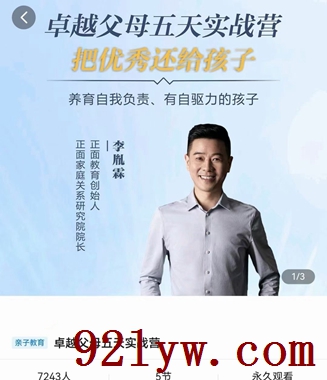 卓越父母五天实战营
把优秀还给孩子
养育自我负责、有自驱力的孩子
李胤霖
正面教育创始人
正面家庭关系研究院院长
1/3
亲子教育 卓越父母五天实战营
921yw.com
7243人 5节 永久观看